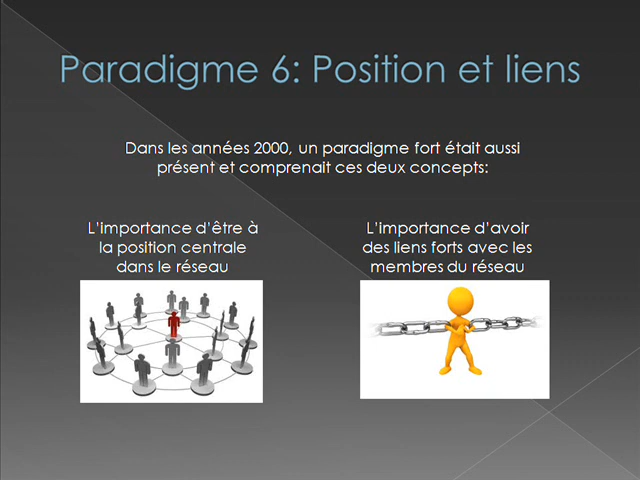 Paradigme 6: Position et liens
Dans les années 2000, un paradigme fort était aussi
présent et comprenait ces deux concepts:
L'importance d'être à
la position centrale
dans le réseau
L'importance d'avoir
des liens forts avec les
membres du réseau